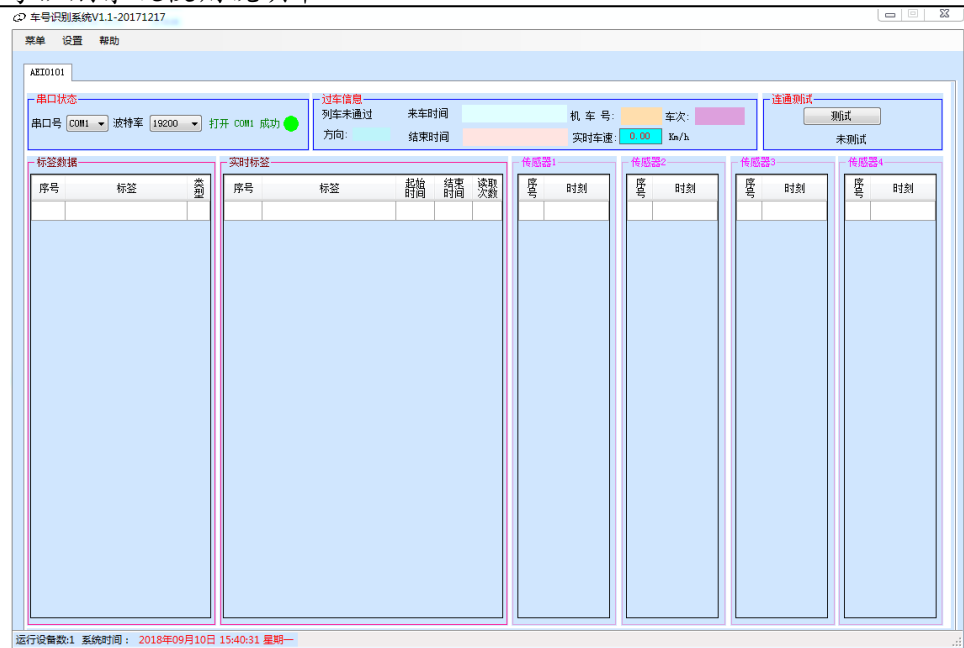 车号识别系统V1.1-20171217
菜单 设置 帮助
AEI0101
串口状态
串口号 COM1 波特率 19200 打开 COM1 成功
过车信息
列车未通过 来车时间 机 车 号: 车次:
方向: 结束时间 实时车速: 0.00 Km/h
连通测试
测试
未测试
标签数据
序号 标签 类型
实时标签
序号 标签 起始时间 结束时间 读取次数
传感器1
序号 时刻
传感器2
序号 时刻
传感器3
序号 时刻
传感器4
序号 时刻
运行设备数:1 系统时间： 2018年09月10日 15:40:31 星期一